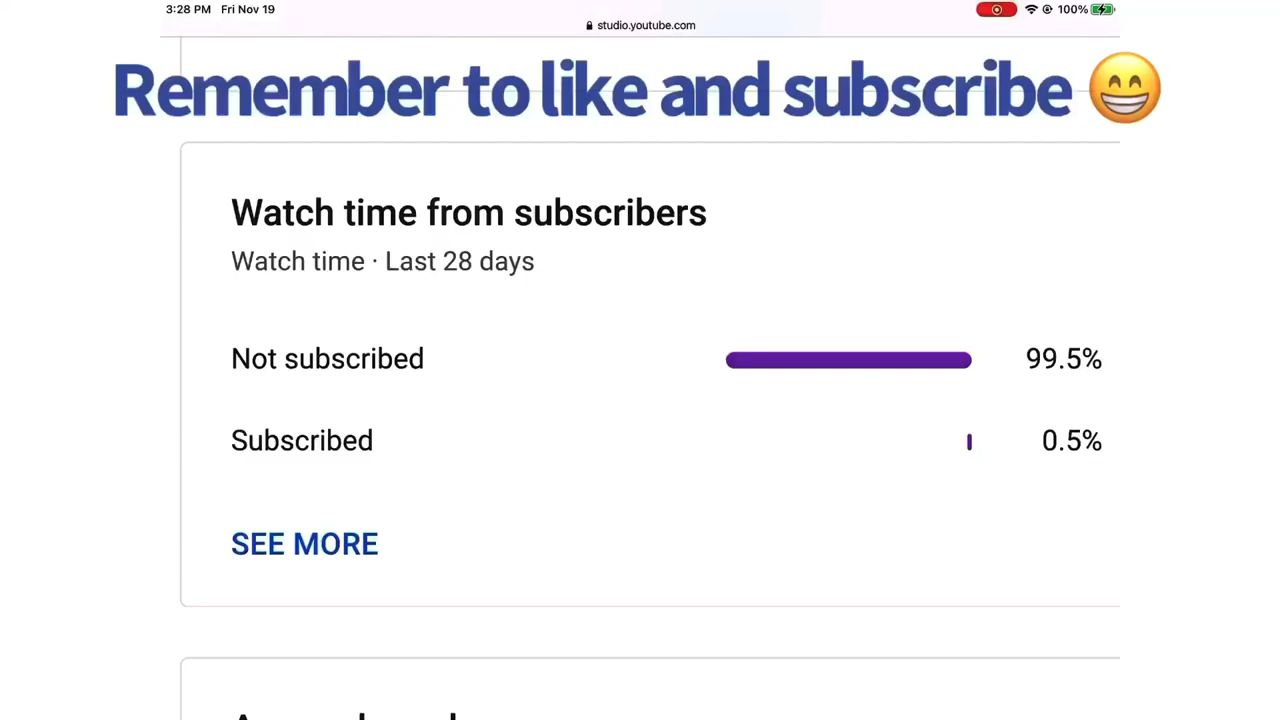 3:28 PM Fri Nov 19
100%
studio.youtube.com
Remember to like and subscribe 😁
Watch time from subscribers
Watch time · Last 28 days
Not subscribed 99.5%
Subscribed 0.5%
SEE MORE